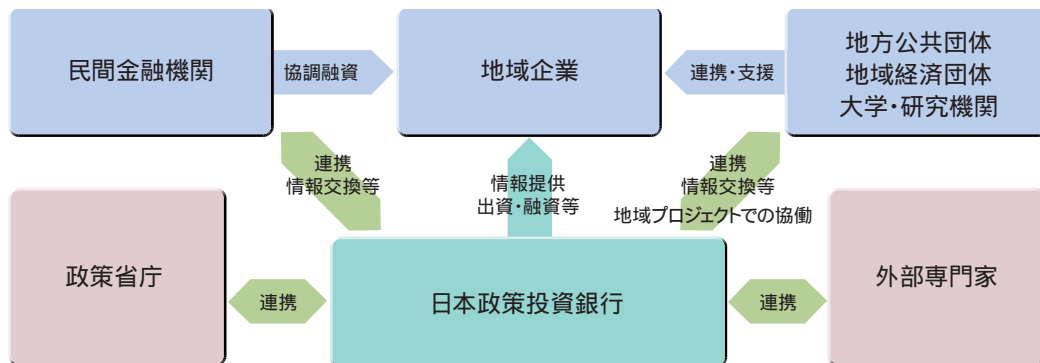 民間金融機関
協調融資
地域企業
連携・支援
地方公共団体
地域経済団体
大学・研究機関
連携
情報交換等
情報提供
出資・融資等
連携
情報交換等
地域プロジェクトでの協働
政策省庁
連携
日本政策投資銀行
連携
外部専門家